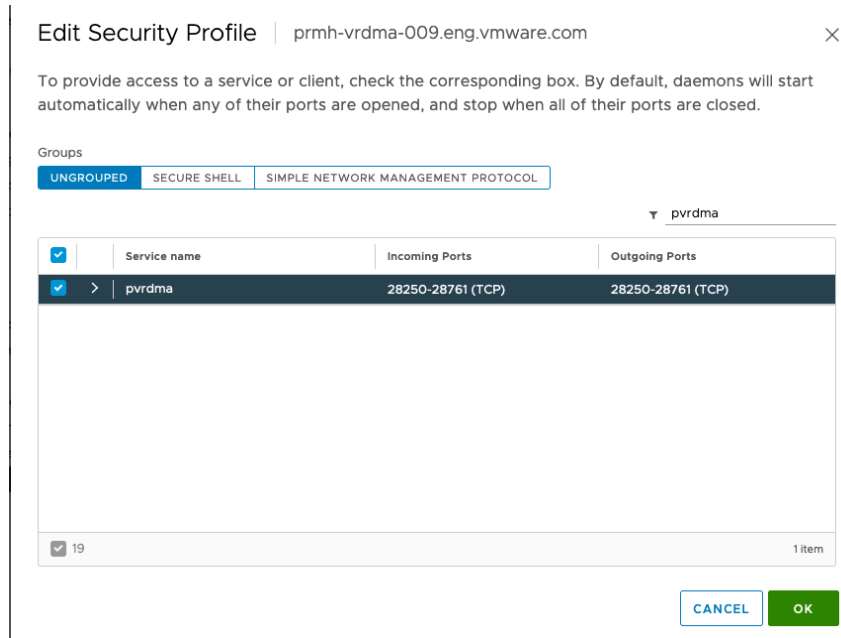 Edit Security Profile prmh-vrdma-009.eng.vmware.com
To provide access to a service or client, check the corresponding box. By default, daemons will start
automatically when any of their ports are opened, and stop when all of their ports are closed.
Groups
UNGROUPED SECURE SHELL SIMPLE NETWORK MANAGEMENT PROTOCOL
pvrdma
Service name Incoming Ports Outgoing Ports
pvrdma 28250-28761 (TCP) 28250-28761 (TCP)
19 1 item
CANCEL OK